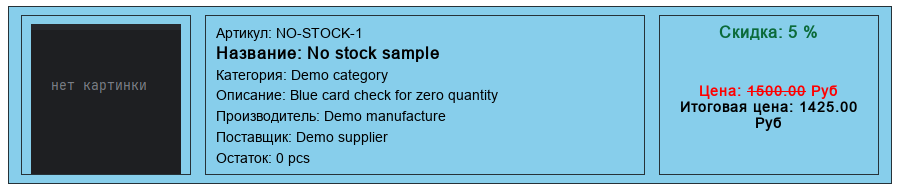 нет картинки
Артикул: NO-STOCK-1
Название: No stock sample
Категория: Demo category
Описание: Blue card check for zero quantity
Производитель: Demo manufacture
Поставщик: Demo supplier
Остаток: 0 pcs
Скидка: 5 %
Цена: 1500.00 Руб
Итоговая цена: 1425.00
Руб